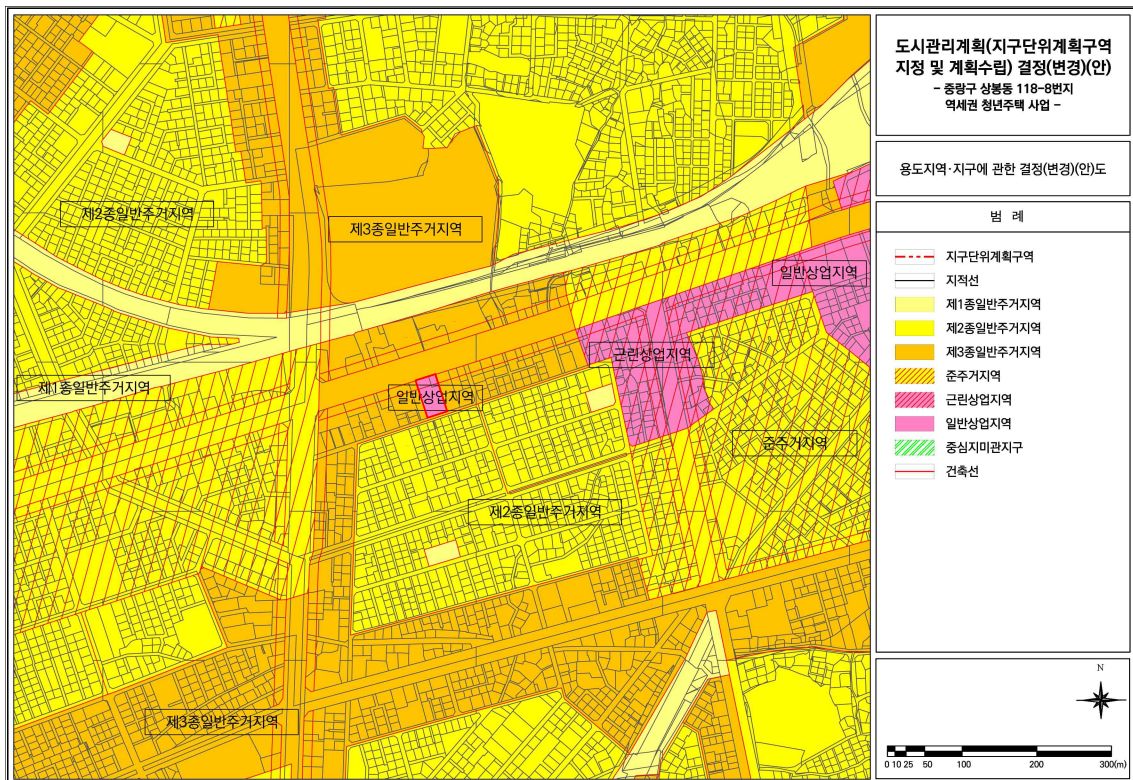 도시관리계획(지구단위계획구역
지정 및 계획수립) 결정(변경)(안)
- 중랑구 상봉동 118-8번지
역세권 청년주택 사업 -
용도지역·지구에 관한 결정(변경)(안)도
범 례
지구단위계획구역
지적선
제1종일반주거지역
제2종일반주거지역
제3종일반주거지역
준주거지역
근린상업지역
일반상업지역
중심지미관지구
건축선
제2종일반주거지역
제3종일반주거지역
일반상업지역
근린상업지역
제1종일반주거지역
일반상업지역
준주거지역
제2종일반주거지역
제3종일반주거지역
N
0 10 25 50 100 200 300(m)